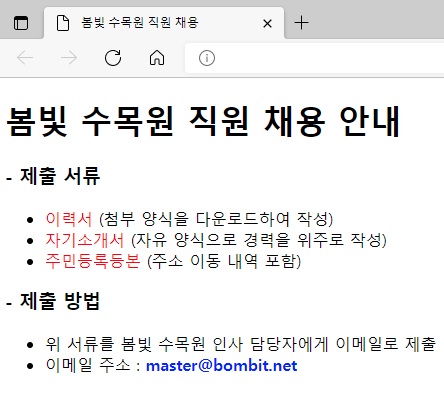 봄빛 수목원 직원 채용
봄빛 수목원 직원 채용 안내
- 제출 서류
이력서 (첨부 양식을 다운로드하여 작성)
자기소개서 (자유 양식으로 경력을 위주로 작성)
주민등록등본 (주소 이동 내역 포함)
- 제출 방법
위 서류를 봄빛 수목원 인사 담당자에게 이메일로 제출
이메일 주소 : master@bombit.net